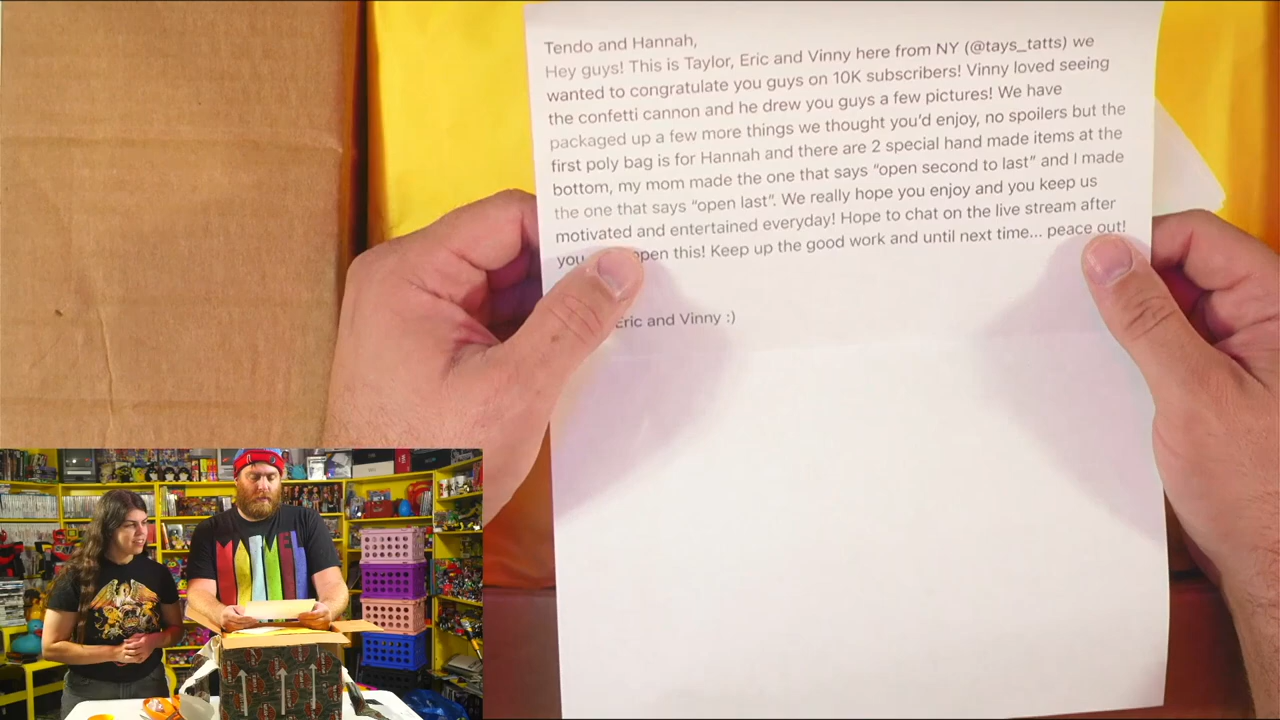 Tendo and Hannah,
Hey guys! This is Taylor, Eric and Vinny here from NY (@tays_tatts) we
wanted to congratulate you guys on 10K subscribers! Vinny loved seeing
the confetti cannon and he drew you guys a few pictures! We have
packaged up a few more things we thought you'd enjoy, no spoilers but the
first poly bag is for Hannah and there are 2 special hand made items at the
bottom, my mom made the one that says “open second to last” and I made
the one that says “open last”. We really hope you enjoy and you keep us
motivated and entertained everyday! Hope to chat on the live stream after
you open this! Keep up the good work and until next time... peace out!
Eric and Vinny :)